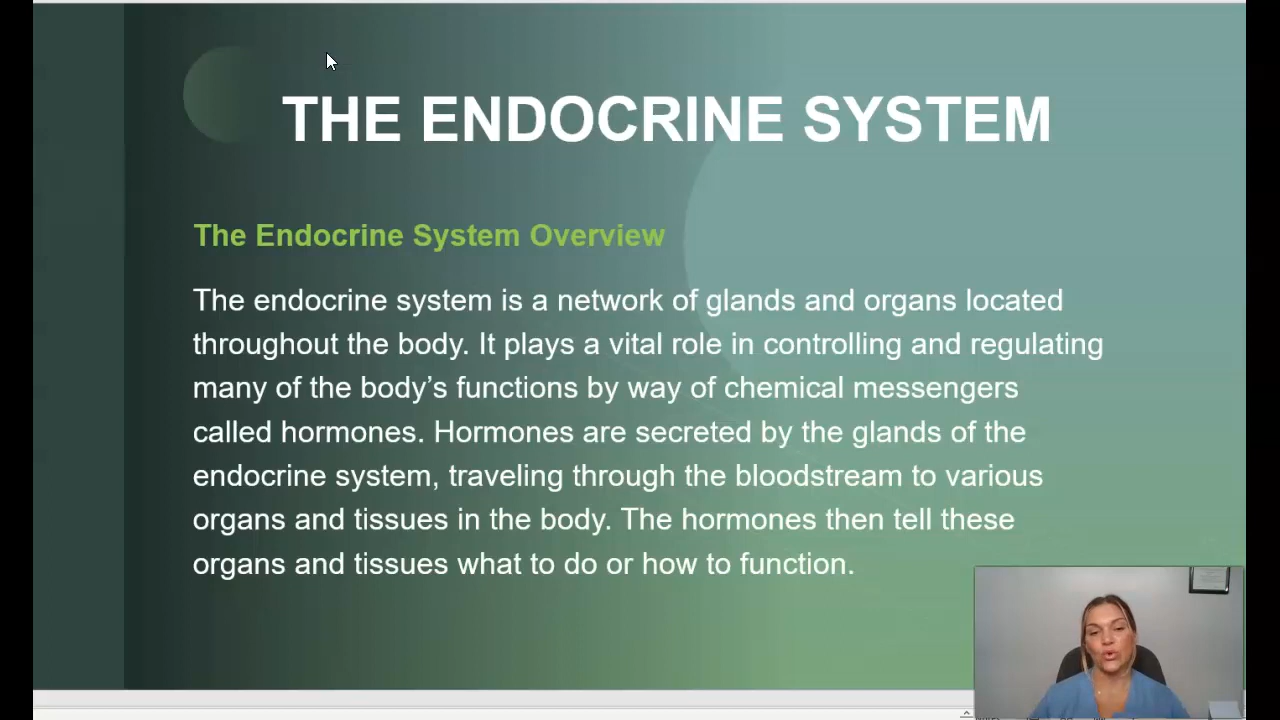 THE ENDOCRINE SYSTEM
The Endocrine System Overview
The endocrine system is a network of glands and organs located
throughout the body. It plays a vital role in controlling and regulating
many of the body’s functions by way of chemical messengers
called hormones. Hormones are secreted by the glands of the
endocrine system, traveling through the bloodstream to various
organs and tissues in the body. The hormones then tell these
organs and tissues what to do or how to function.